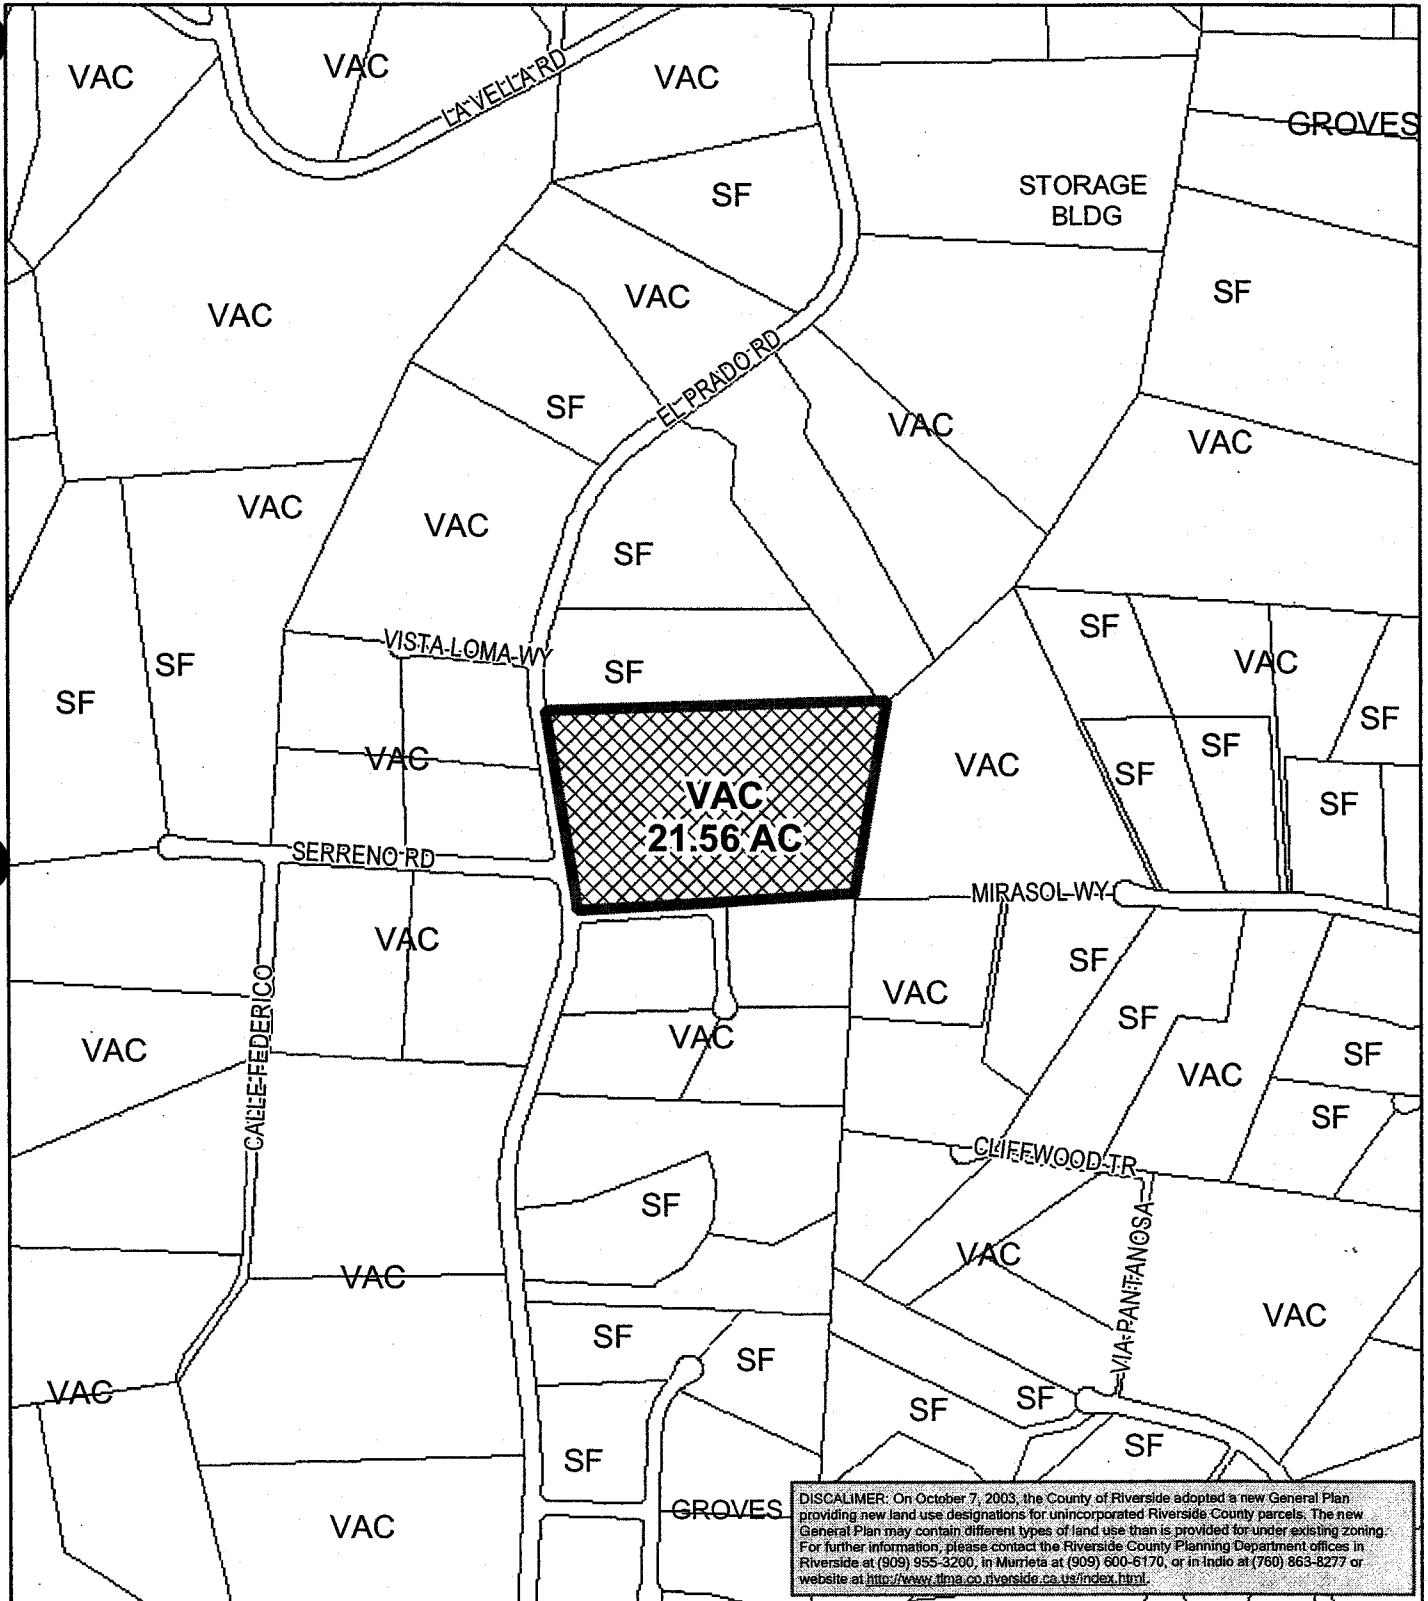 VAC
VAC
LA VELLA RD
VAC
GROVES
STORAGE
BLDG
SF
SF
VAC
VAC
EL PRADO RD
SF
VAC
VAC
VAC
VAC
SF
SF
VISTA LOMA WY
SF
SF
SF
SF
VAC
SF
VAC
VAC
21.56 AC
VAC
SF
SF
SF
SERRENO RD
MIRASOL WY
VAC
CALLE FEDERICO
VAC
VAC
VAC
SF
SF
VAC
SF
SF
CLIFFWOOD TR
SF
VAC
VIA PANTANOSA
VAC
VAC
SF
SF
VAC
SF
SF
SF
SF
VAC
GROVES
DISCALIMER: On October 7, 2003, the County of Riverside adopted a new General Plan
providing new land use designations for unincorporated Riverside County parcels. The new
General Plan may contain different types of land use than is provided for under existing zoning.
For further information, please contact the Riverside County Planning Department offices in
Riverside at (909) 955-3200, in Murrieta at (909) 600-6170, or in Indio at (760) 863-8277 or
website at http://www.tlma.co.riverside.ca.us/index.html.